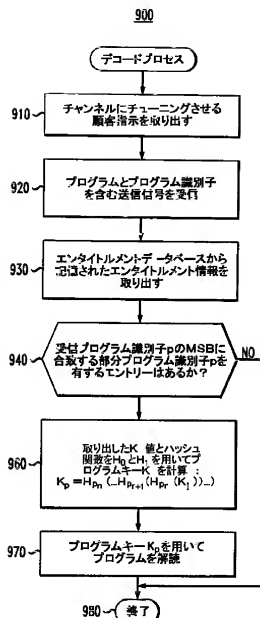 900
デコードプロセス
910
チャンネルにチューニングさせる
顧客指示を取り出す
920
プログラムとプログラム識別子
を含む送信信号を受信
930
エンタイトルメントデータベースから
記憶されたエンタイトルメント情報を
取り出す
940
受信プログラム識別子pのMSBに
合致する部分プログラム識別子pを
有するエントリーはあるか?
NO
960
取り出したK 値とハッシュ
関数をH₀とH₁を用いてプ
ログラムキーK を計算 :
Kp=Hpn (…Hpr+1 (Hpr (KI ))…)
970
プログラムキーKpを用いて
プログラムを解読
980
終了